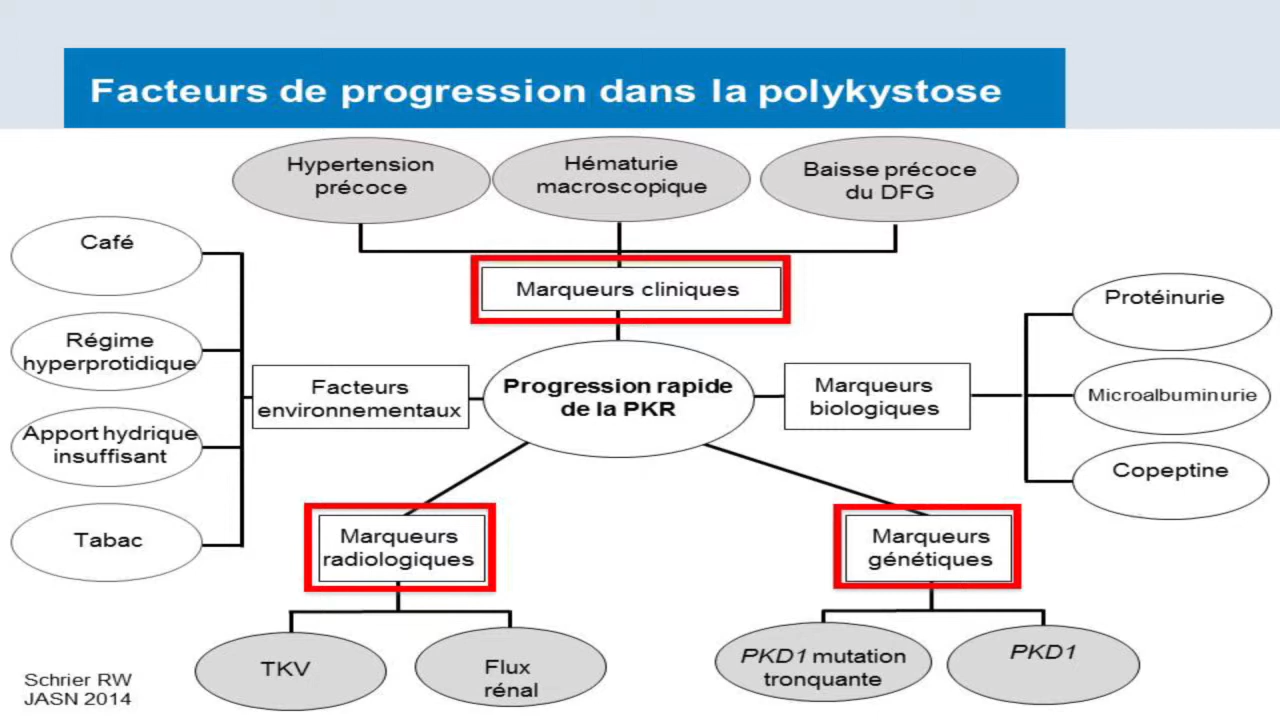 Facteurs de progression dans la polykystose
Hypertension
précoce
Hématurie
macroscopique
Baisse précoce
du DFG
Café
Marqueurs cliniques
Protéinurie
Régime
hyperprotidique
Facteurs
environnementaux
Progression rapide
de la PKR
Marqueurs
biologiques
Microalbuminurie
Apport hydrique
insuffisant
Copeptine
Tabac
Marqueurs
radiologiques
Marqueurs
génétiques
TKV
Flux
rénal
PKD1 mutation
tronquante
PKD1
Schrier RW
JASN 2014